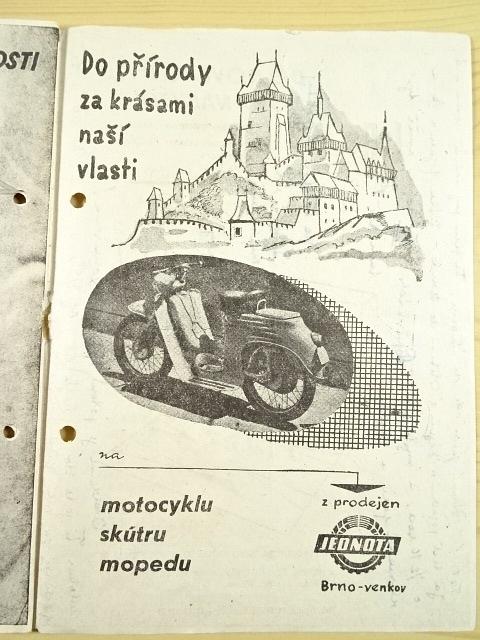 OSTI
Do přírody
za krásami
naší
vlasti
na
motocyklu
skútru
mopedu
z prodejen
JEDNOTA
Brno-venkov